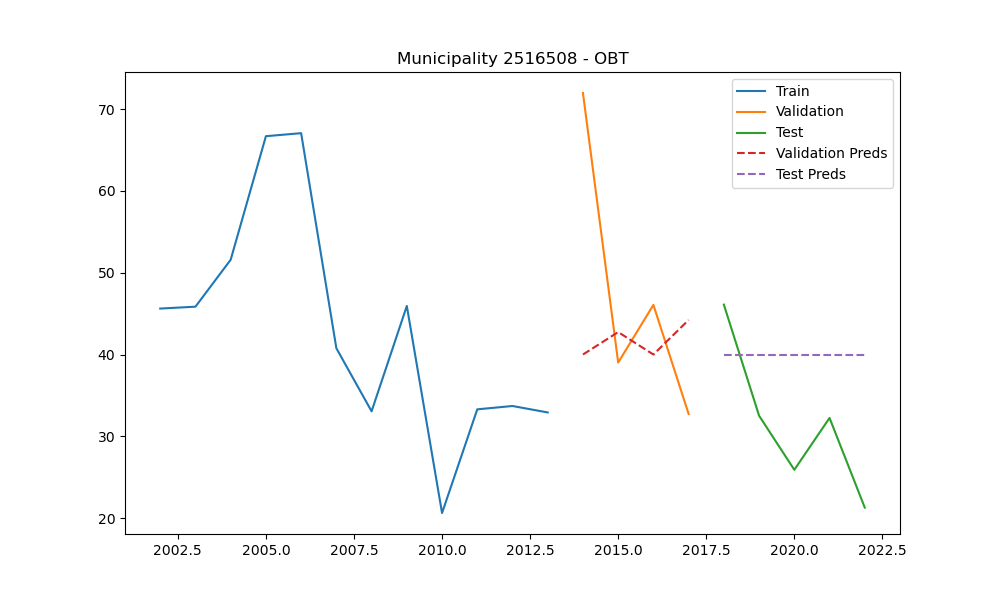 Municipality 2516508 - OBT
Train
Validation
Test
Validation Preds
Test Preds
70
60
50
40
30
20
2002.5 2005.0 2007.5 2010.0 2012.5 2015.0 2017.5 2020.0 2022.5